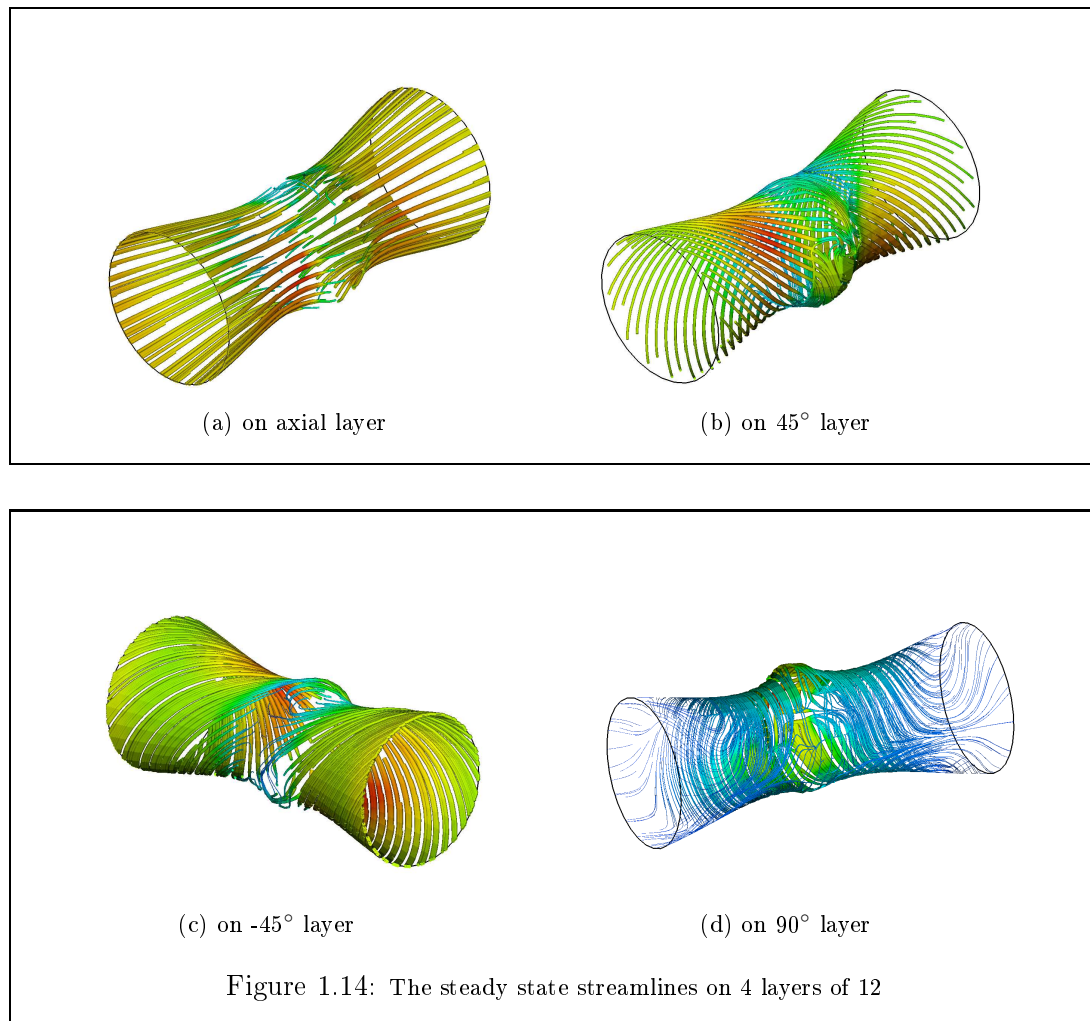 (a) on axial layer
(b) on 45° layer
(c) on -45° layer
(d) on 90° layer
Figure 1.14: The steady state streamlines on 4 layers of 12